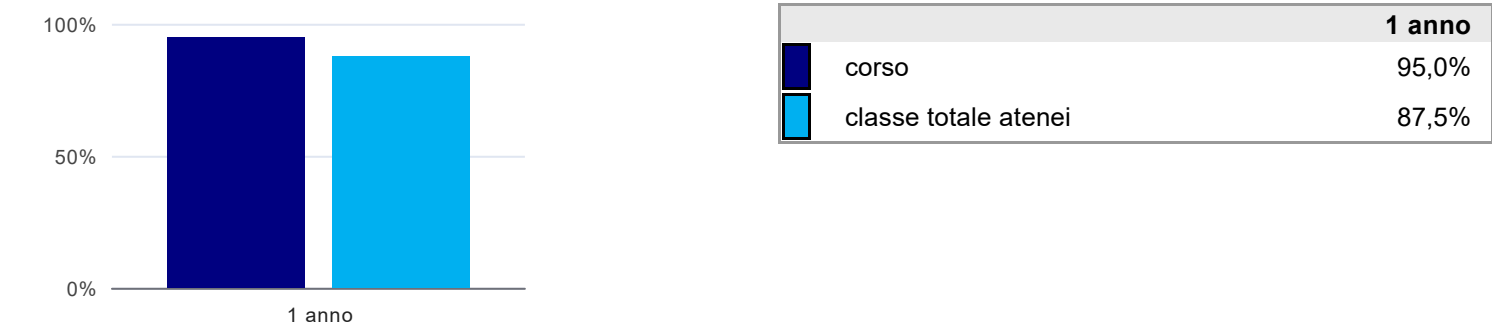 100%
50%
0%
1 anno
1 anno
corso 95,0%
classe totale atenei 87,5%